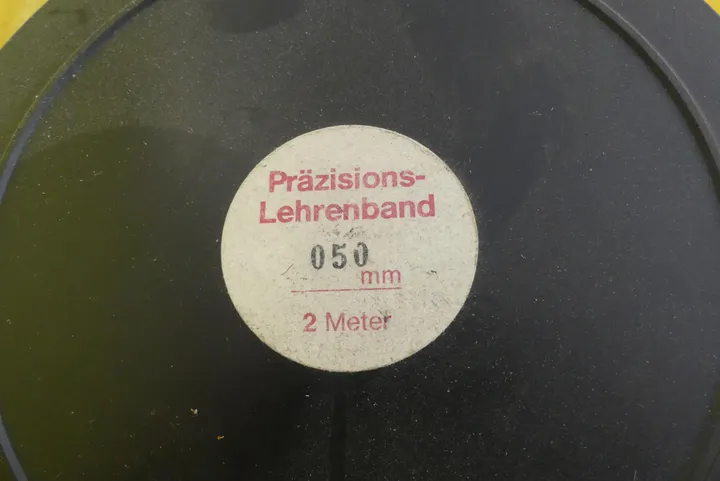 Präzisions-
Lehrenband
050
mm
2 Meter